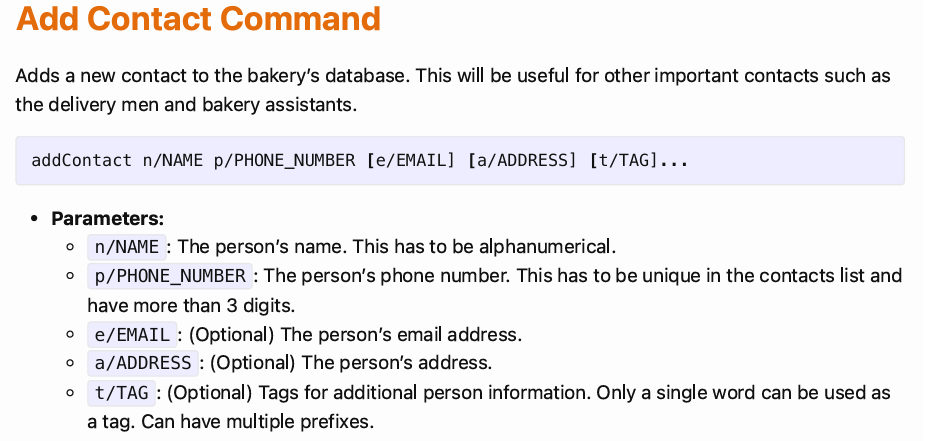 Add Contact Command
Adds a new contact to the bakery’s database. This will be useful for other important contacts such as
the delivery men and bakery assistants.
addContact n/NAME p/PHONE_NUMBER [e/EMAIL] [a/ADDRESS] [t/TAG]...
• Parameters:
◦ n/NAME : The person’s name. This has to be alphanumerical.
◦ p/PHONE_NUMBER : The person’s phone number. This has to be unique in the contacts list and
have more than 3 digits.
◦ e/EMAIL : (Optional) The person’s email address.
◦ a/ADDRESS : (Optional) The person’s address.
◦ t/TAG : (Optional) Tags for additional person information. Only a single word can be used as
a tag. Can have multiple prefixes.